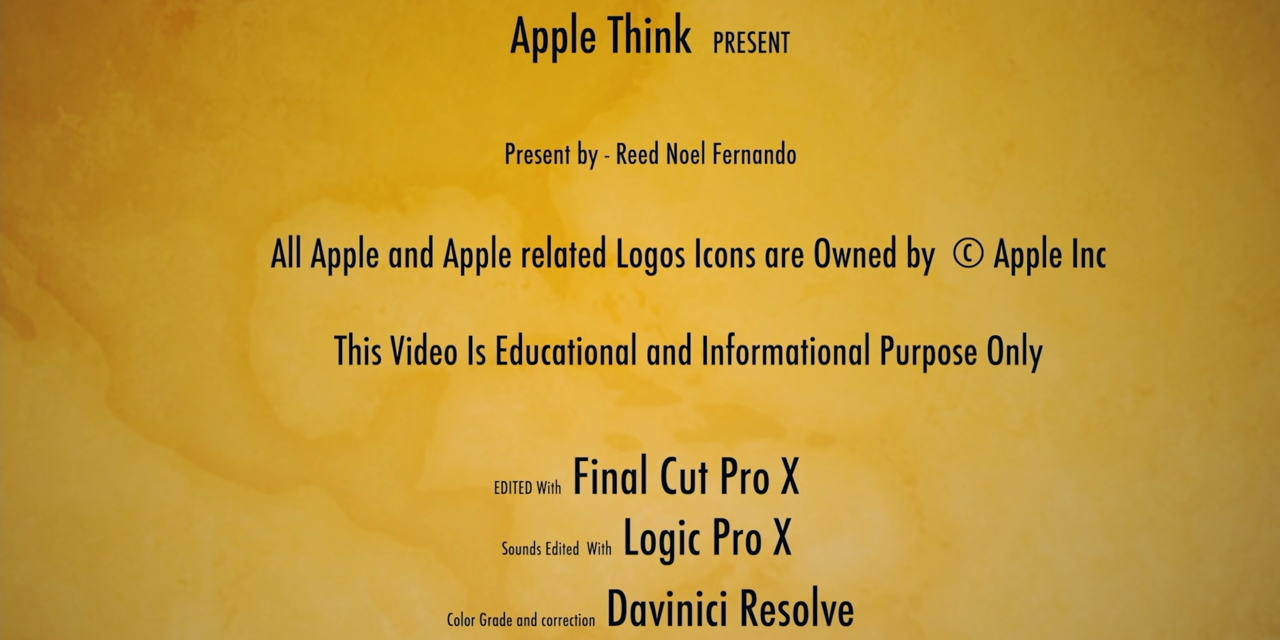 Apple Think PRESENT
Present by - Reed Noel Fernando
All Apple and Apple related Logos Icons are Owned by © Apple Inc
This Video Is Educational and Informational Purpose Only
EDITED With Final Cut Pro X
Sounds Edited With Logic Pro X
Color Grade and correction Davinici Resolve